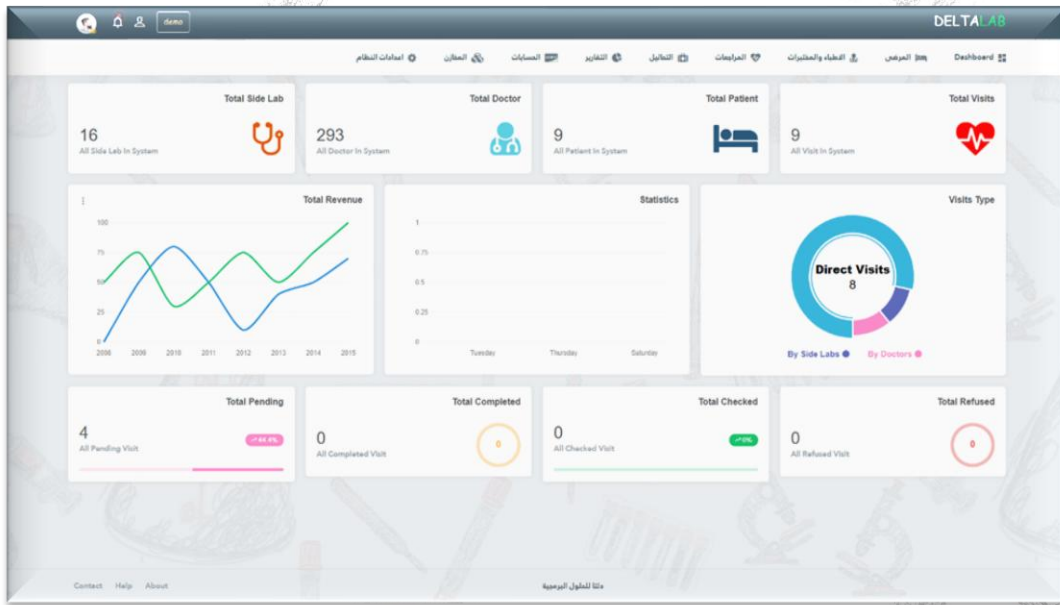 demo
DELTALAB
Dashboard
المرضى
الاطباء والمختبرات
المراجعات
التحاليل
التقارير
الحسابات
المخازن
اعدادات النظام
Total Side Lab
16
All Side Lab In System
Total Doctor
293
All Doctor In System
Total Patient
9
All Patient In System
Total Visits
9
All Visit In System
Total Revenue
100
75
50
25
0
2008 2009 2010 2011 2012 2013 2014 2015
Statistics
1
0.75
0.5
0.25
0
Tuesday Thursday Saturday
Visits Type
Direct Visits
8
By Side Labs
By Doctors
Total Pending
4
All Pending Visit
44.4%
Total Completed
0
All Completed Visit
0
Total Checked
0
All Checked Visit
0%
Total Refused
0
All Refused Visit
0
Contact Help About
دلتا للحلول البرمجية